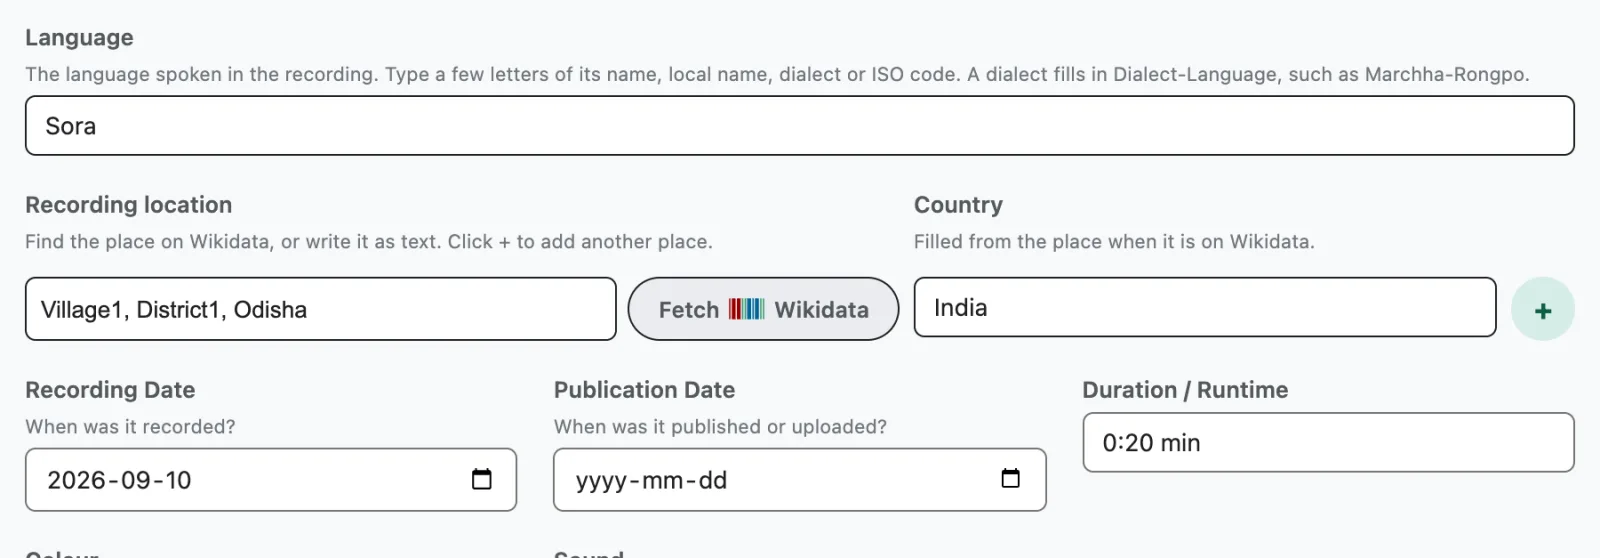 Language
The language spoken in the recording. Type a few letters of its name, local name, dialect or ISO code. A dialect fills in Dialect-Language, such as Marchha-Rongpo.
Sora
Recording location
Find the place on Wikidata, or write it as text. Click + to add another place.
Village1, District1, Odisha
Fetch Wikidata
Country
Filled from the place when it is on Wikidata.
India
+
Recording Date
When was it recorded?
2026-09-10
Publication Date
When was it published or uploaded?
yyyy-mm-dd
Duration / Runtime
0:20 min